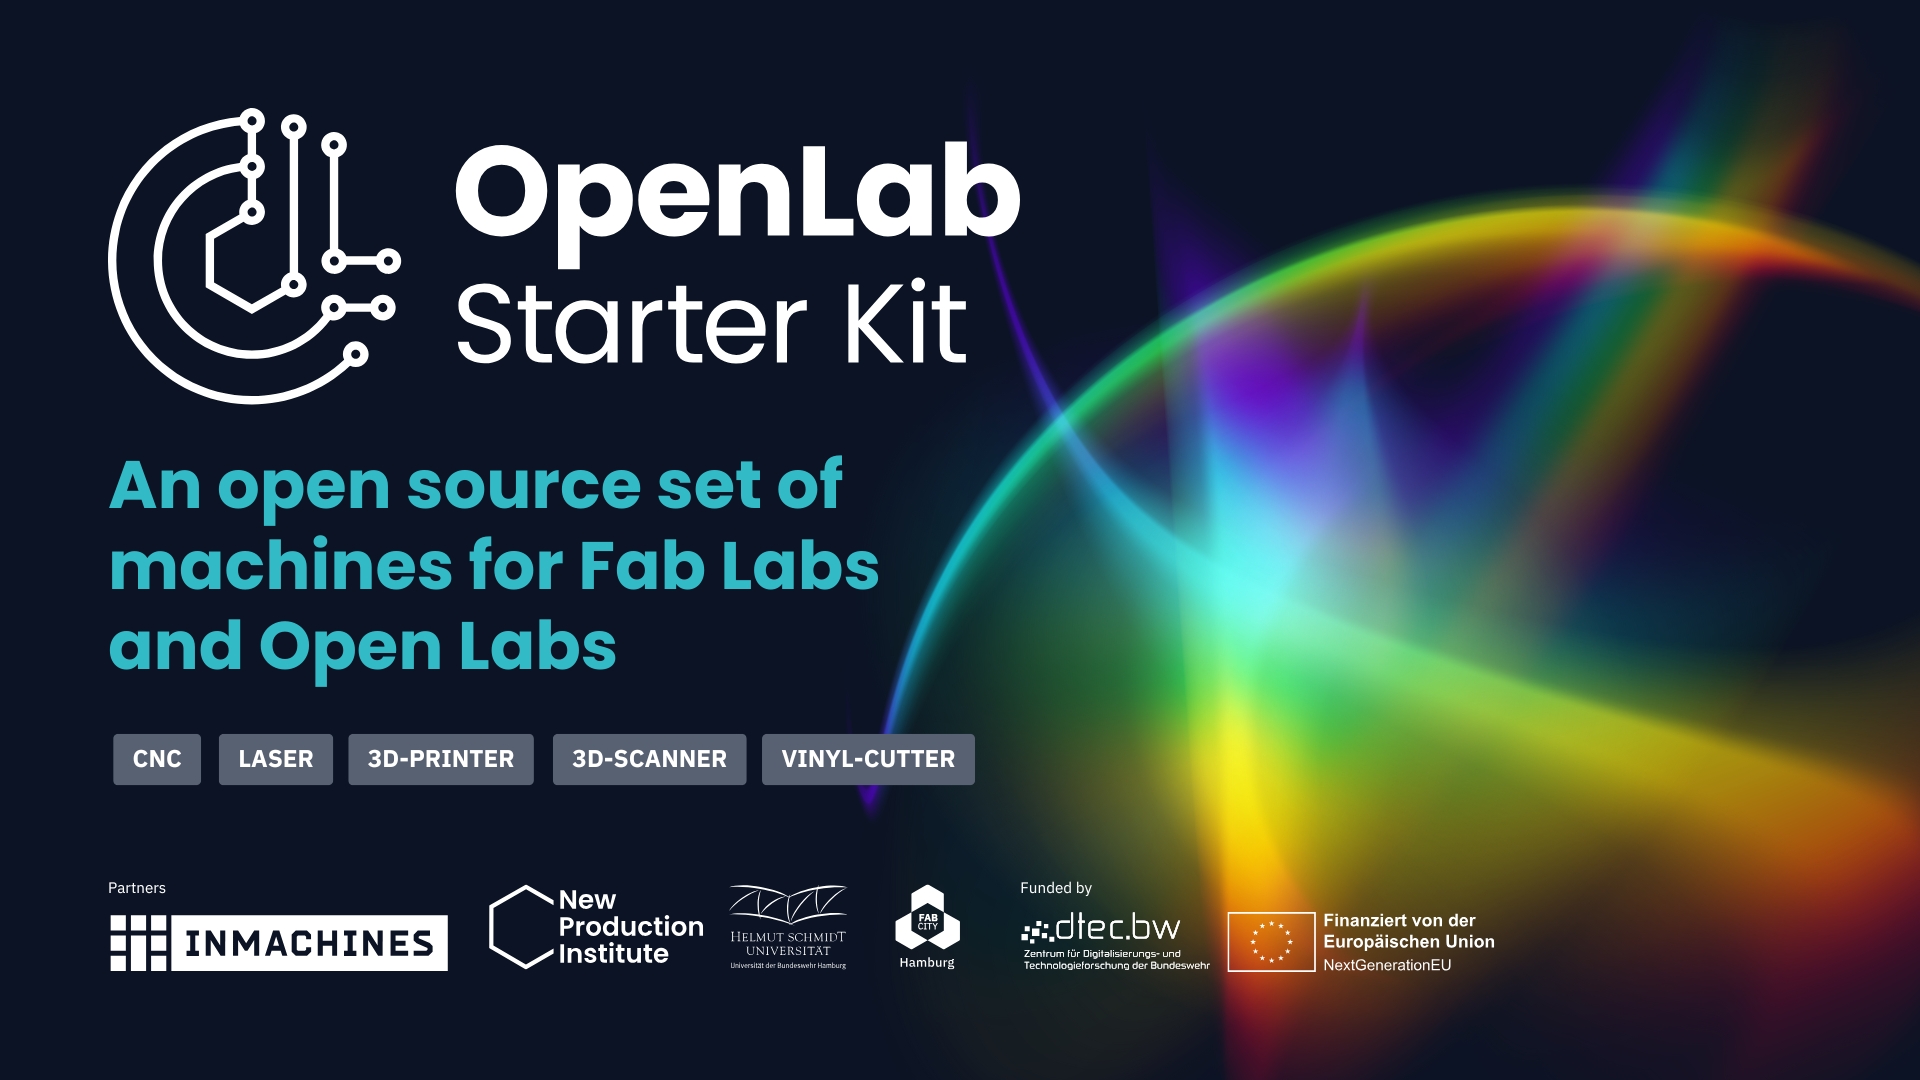 OpenLab
Starter Kit
An open source set of
machines for Fab Labs
and Open Labs
CNC LASER 3D-PRINTER 3D-SCANNER VINYL-CUTTER
Partners
INMACHINES
New
Production
Institute
HELMUT SCHMIDT
UNIVERSITÄT
Universität der Bundeswehr Hamburg
FAB
CITY
Hamburg
Funded by
dtec.bw
Zentrum für Digitalisierungs- und
Technologieforschung der Bundeswehr
Finanziert von der
Europäischen Union
NextGenerationEU